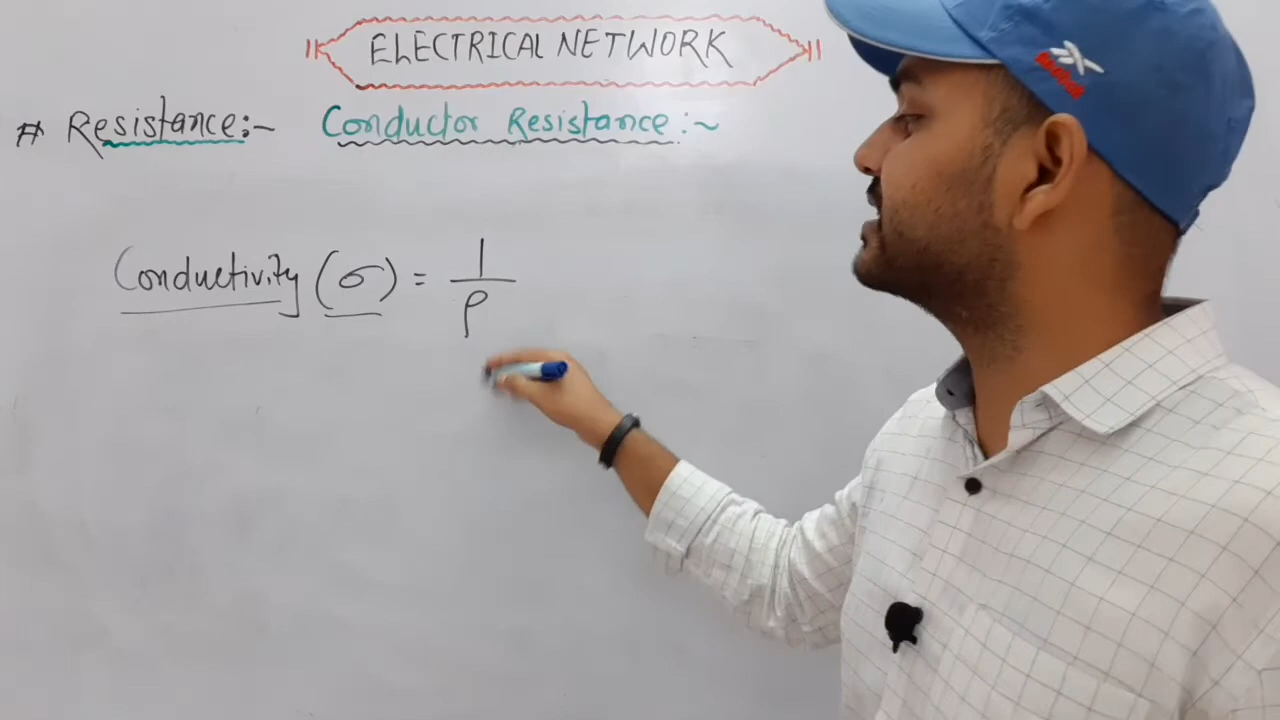 ELECTRICAL NETWORK
# Resistance:~ Conductor Resistance:~
Conductivity (σ) = 1/ρ